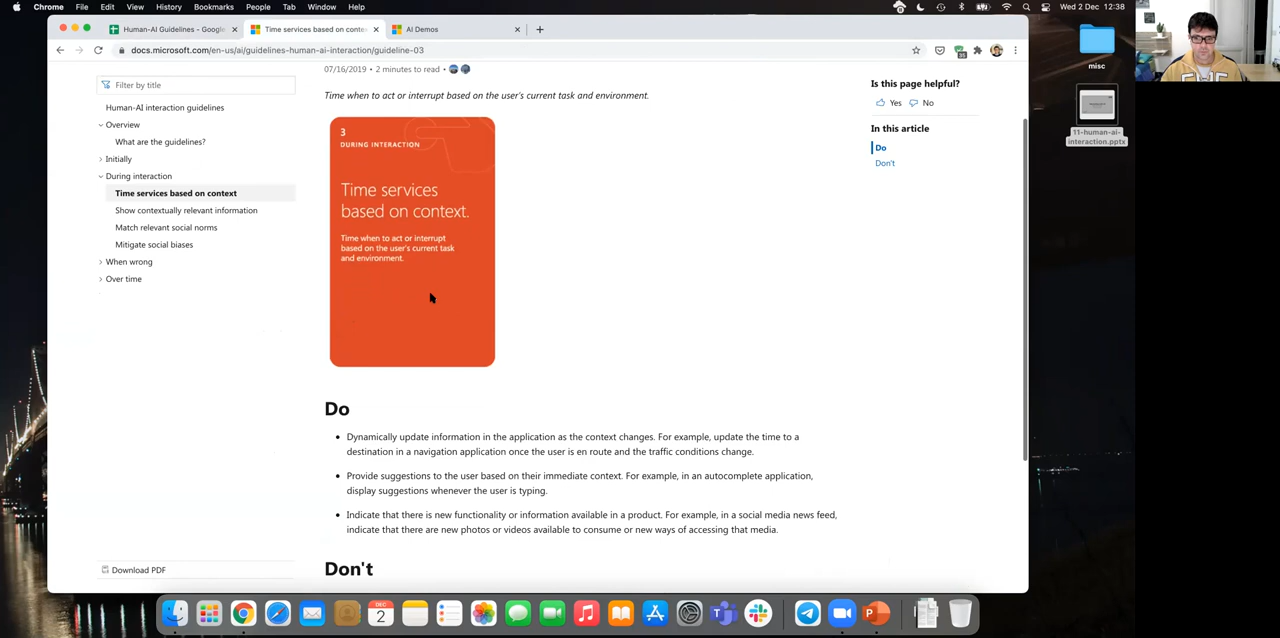 Chrome File Edit View History Bookmarks People Tab Window Help
Wed 2 Dec 12:38
Human-AI Guidelines - Google
Time services based on conte
AI Demos
docs.microsoft.com/en-us/ai/guidelines-human-ai-interaction/guideline-03
misc
11-human-ai-
interaction.pptx
Filter by title
Human-AI interaction guidelines
Overview
What are the guidelines?
Initially
During interaction
Time services based on context
Show contextually relevant information
Match relevant social norms
Mitigate social biases
When wrong
Over time
Download PDF
07/16/2019 • 2 minutes to read •
Time when to act or interrupt based on the user's current task and environment.
3
DURING INTERACTION
Time services
based on context.
Time when to act or interrupt
based on the user's current task
and environment.
Do
• Dynamically update information in the application as the context changes. For example, update the time to a
destination in a navigation application once the user is en route and the traffic conditions change.
• Provide suggestions to the user based on their immediate context. For example, in an autocomplete application,
display suggestions whenever the user is typing.
• Indicate that there is new functionality or information available in a product. For example, in a social media news feed,
indicate that there are new photos or videos available to consume or new ways of accessing that media.
Don't
Is this page helpful?
Yes No
In this article
Do
Don't
DEC
2